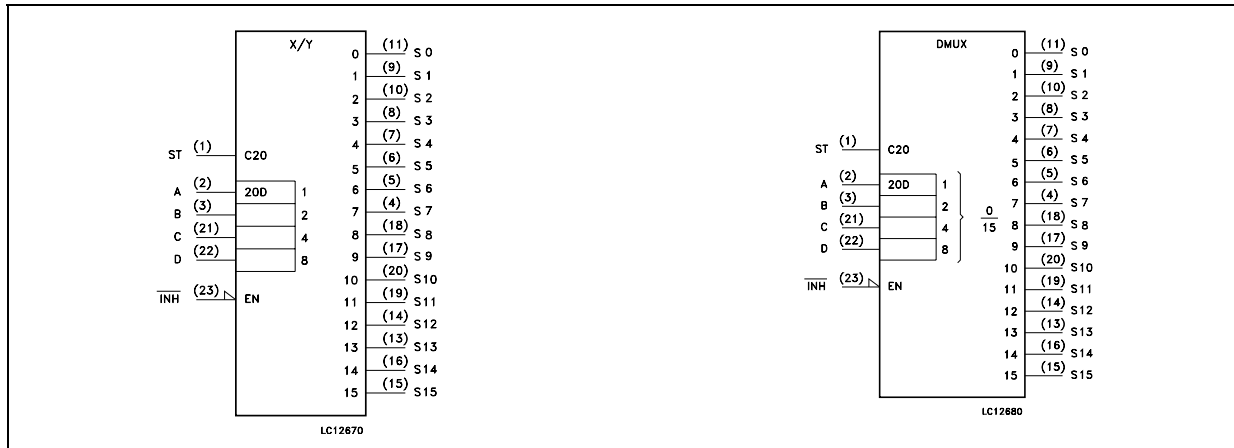 X/Y
0 (11) S 0
1 (9) S 1
2 (10) S 2
3 (8) S 3
4 (7) S 4
ST (1) C20
5 (6) S 5
A (2) 20D 1
6 (5) S 6
B (3) 2
7 (4) S 7
C (21) 4
8 (18) S 8
D (22) 8
9 (17) S 9
10 (20) S10
INH (23) EN
11 (19) S11
12 (14) S12
13 (13) S13
14 (16) S14
15 (15) S15
LC12670
DMUX
0 (11) S 0
1 (9) S 1
2 (10) S 2
3 (8) S 3
4 (7) S 4
ST (1) C20
5 (6) S 5
A (2) 20D 1
6 (5) S 6
B (3) 2
7 (4) S 7
0
15
C (21) 4
8 (18) S 8
D (22) 8
9 (17) S 9
10 (20) S10
INH (23) EN
11 (19) S11
12 (14) S12
13 (13) S13
14 (16) S14
15 (15) S15
LC12680